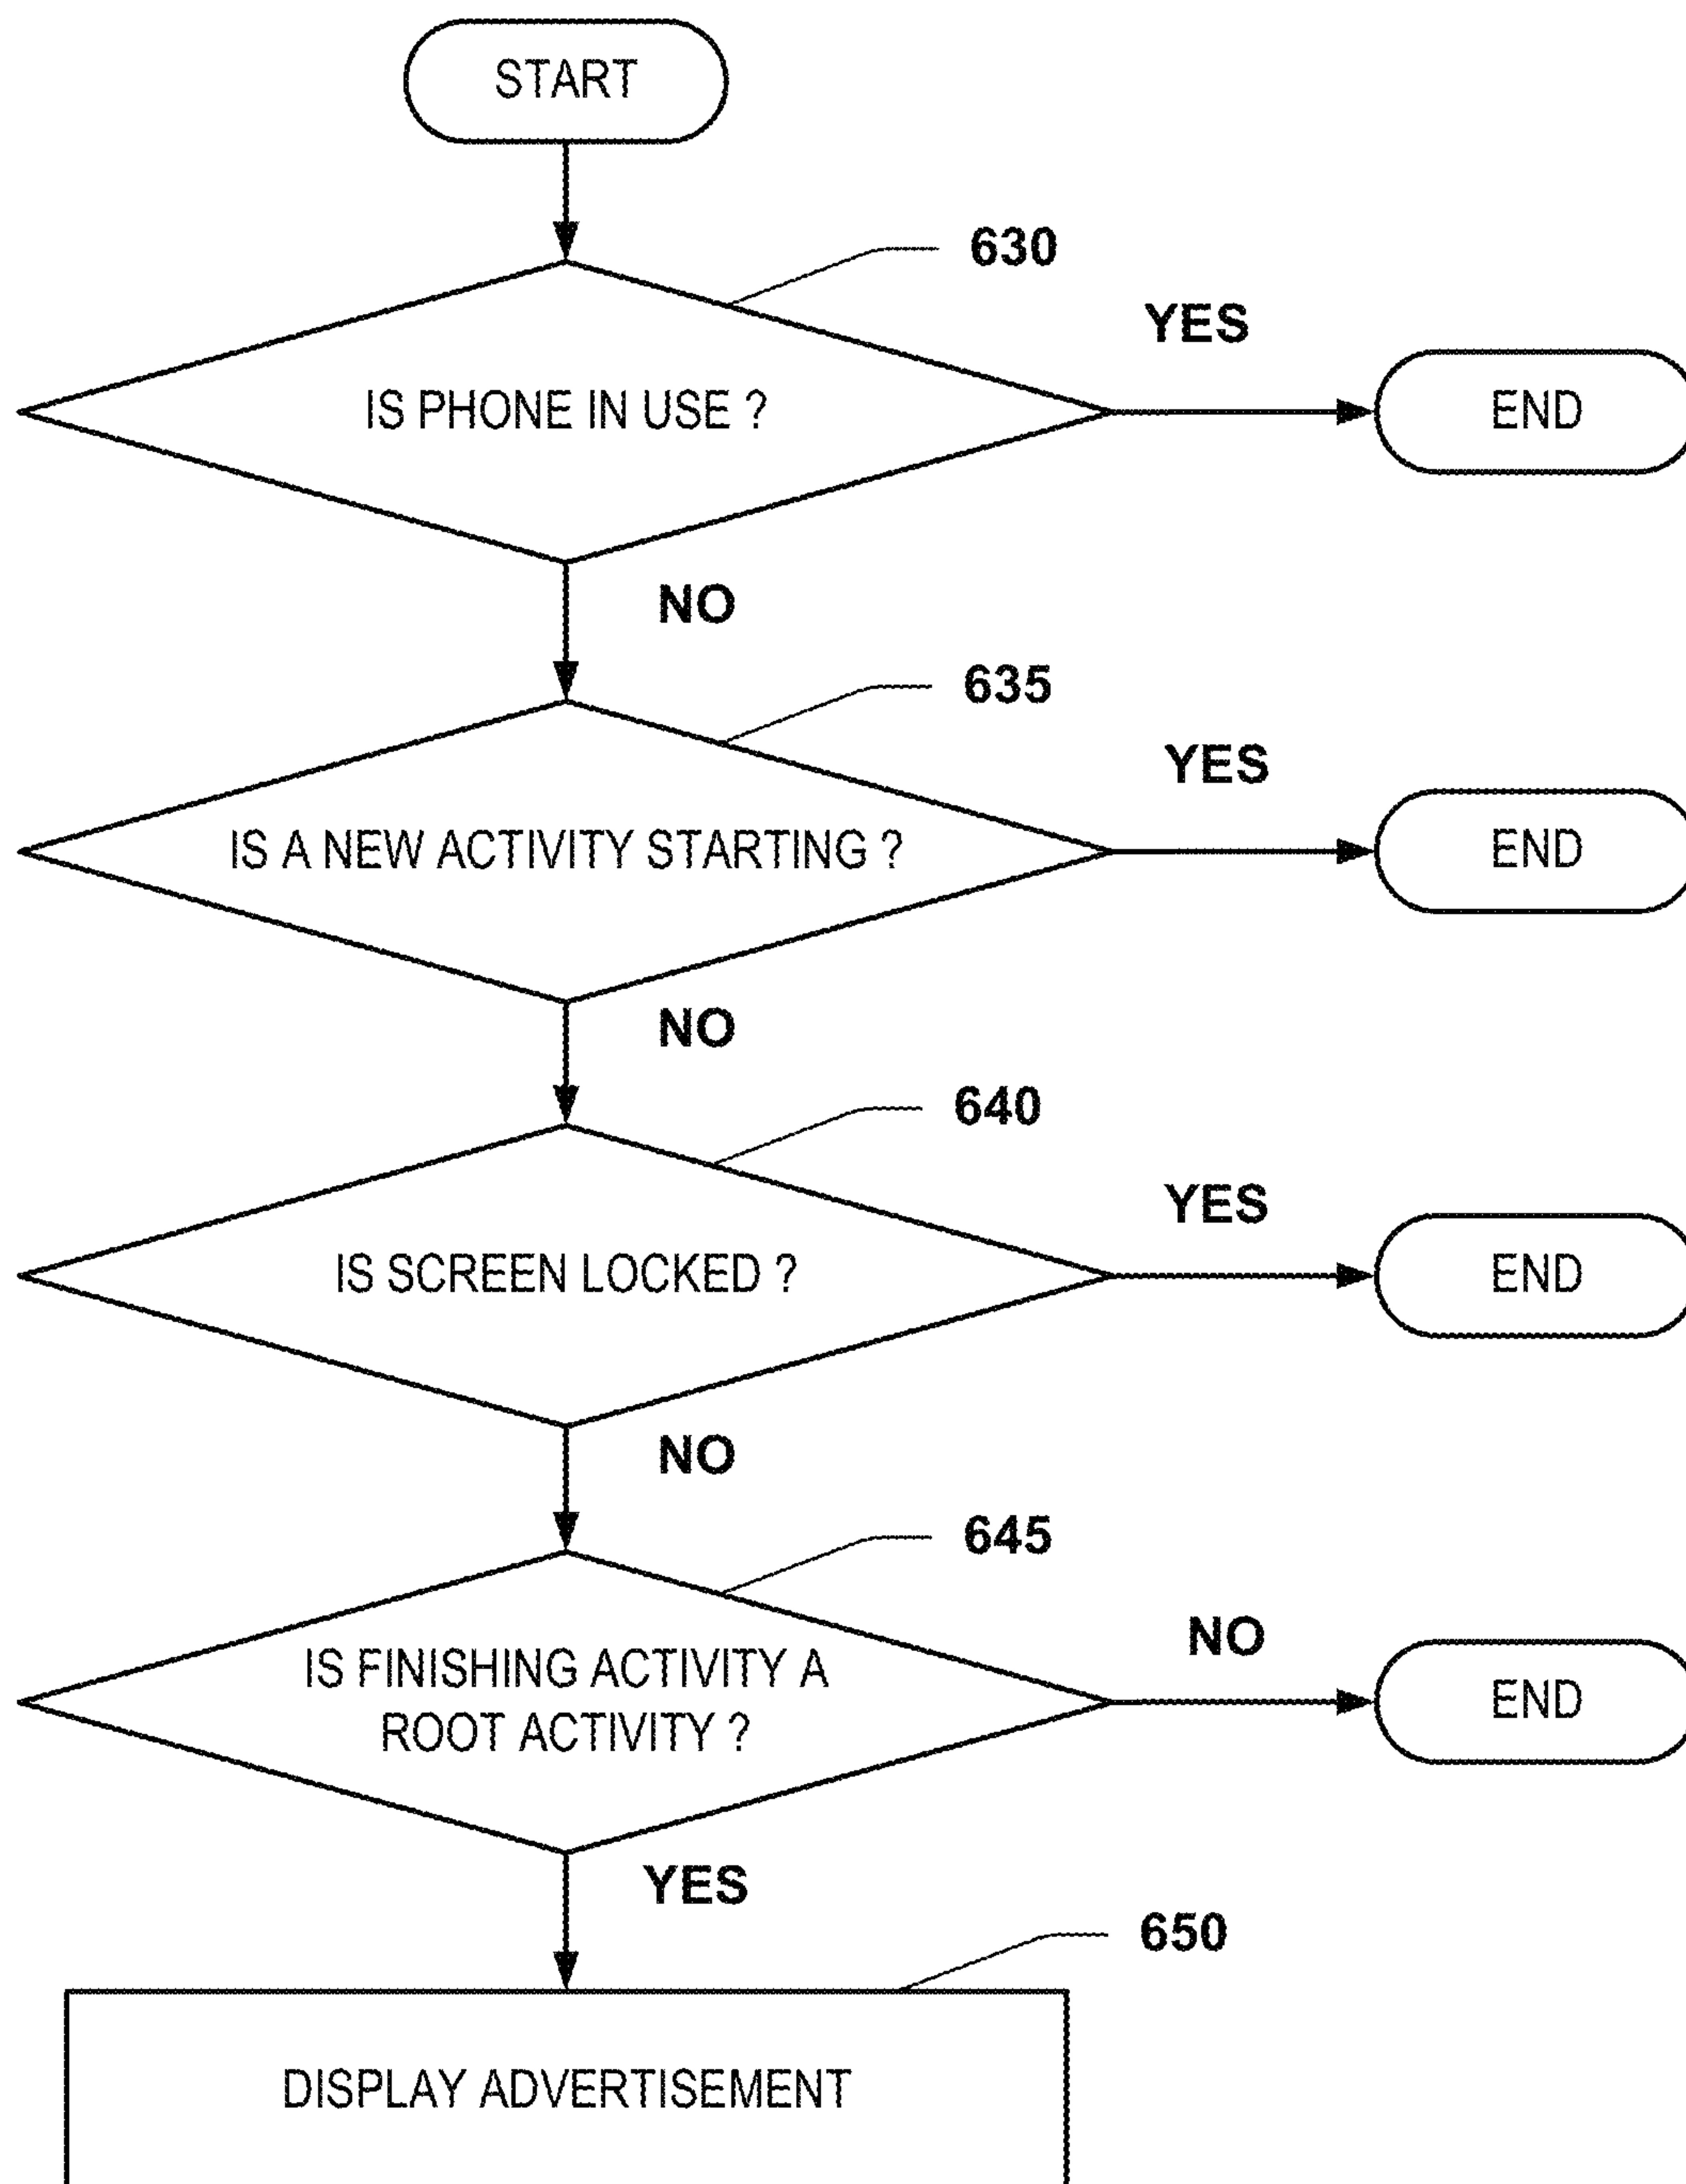 START
630
YES
IS PHONE IN USE ?
END
NO
635
YES
IS A NEW ACTIVITY STARTING ?
END
NO
640
YES
IS SCREEN LOCKED ?
END
NO
645
NO
IS FINISHING ACTIVITY A
ROOT ACTIVITY ?
END
YES
650
DISPLAY ADVERTISEMENT